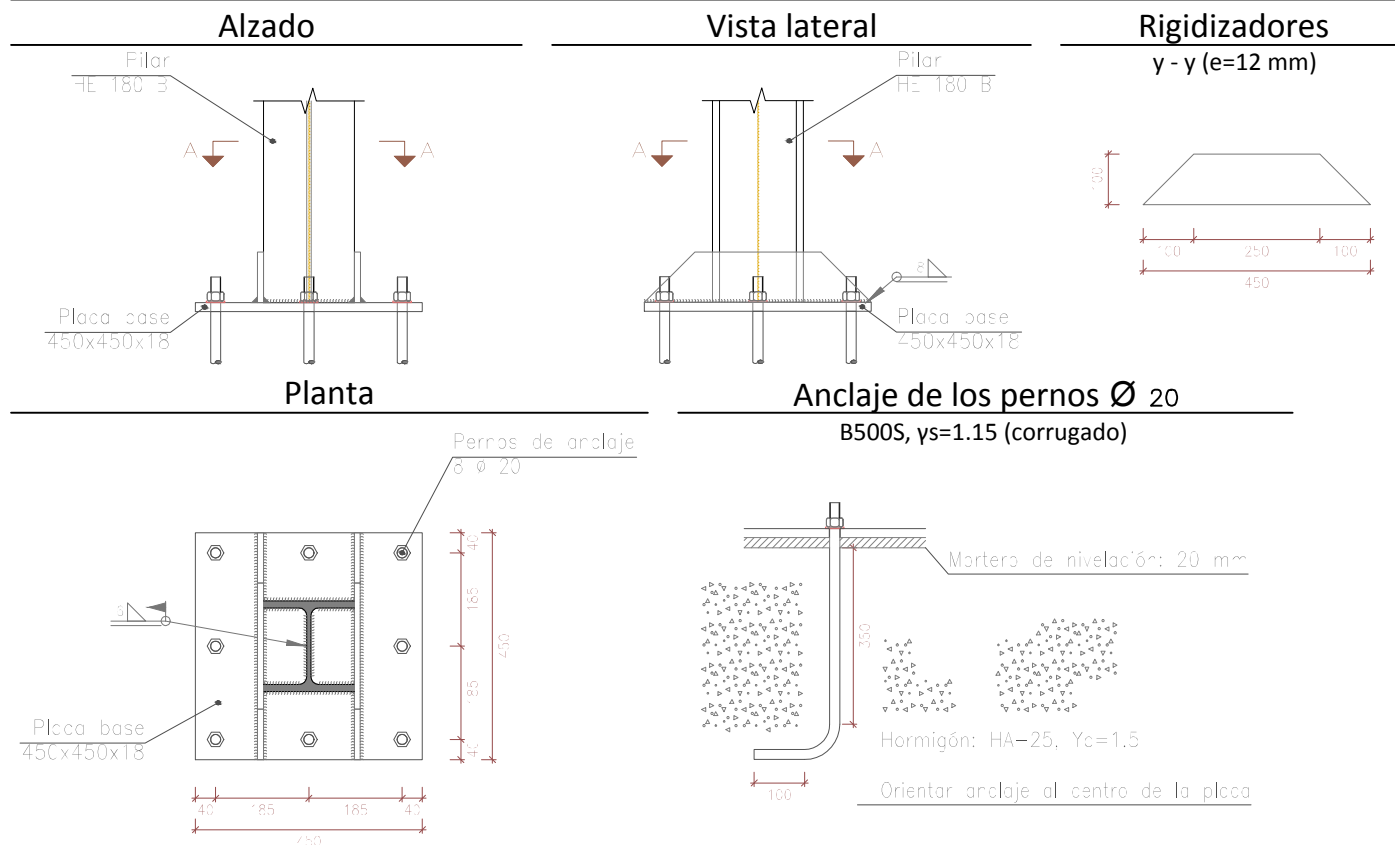 Alzado
Pilar
HE 180 B
A
A
Placa base
450x450x18
Vista lateral
Pilar
HE 180 B
A
A
8
Placa base
450x450x18
Rigidizadores
y - y (e=12 mm)
100
100
250
100
450
Planta
Pernos de anclaje
8 Ø 20
40
185
450
185
40
Placa base
450x450x18
40
185
185
40
450
Anclaje de los pernos Ø 20
B500S, γs=1.15 (corrugado)
Mortero de nivelación: 20 mm
350
Hormigón: HA-25, Yc=1.5
100
Orientar anclaje al centro de la placa